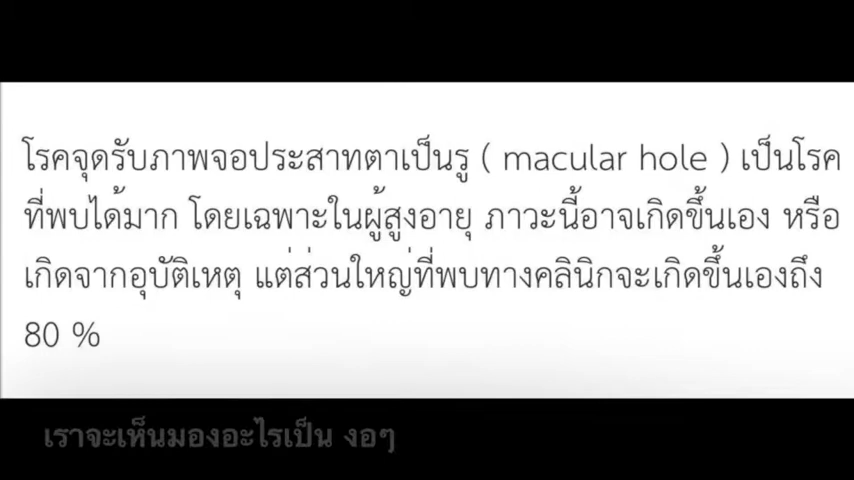 โรคจุดรับภาพจอประสาทตาเป็นรู ( macular hole ) เป็นโรค
ที่พบได้มาก โดยเฉพาะในผู้สูงอายุ ภาวะนี้อาจเกิดขึ้นเอง หรือ
เกิดจากอุบัติเหตุ แต่ส่วนใหญ่ที่พบทางคลินิกจะเกิดขึ้นเองถึง
80 %
เราจะเห็นมองอะไรเป็น งอๆ